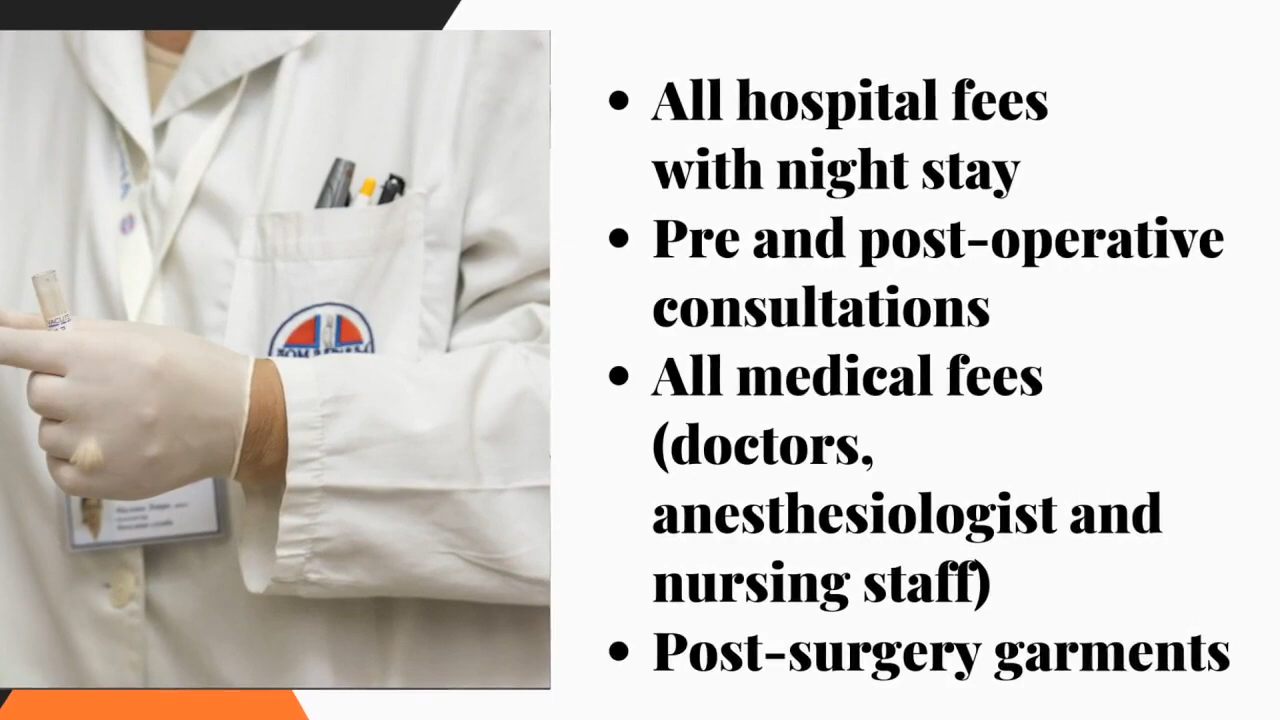 • All hospital fees
with night stay
• Pre and post-operative
consultations
• All medical fees
(doctors,
anesthesiologist and
nursing staff)
• Post-surgery garments